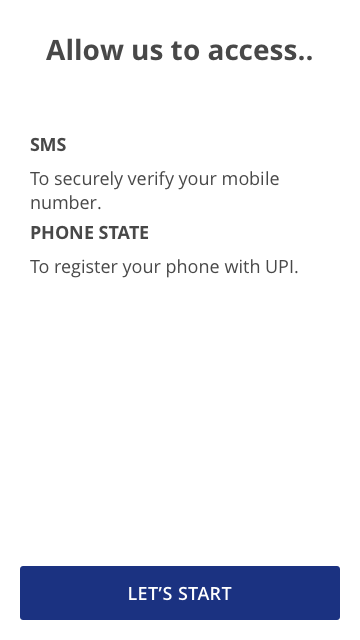 Allow us to access..
SMS
To securely verify your mobile
number.
PHONE STATE
To register your phone with UPI.
LET’S START